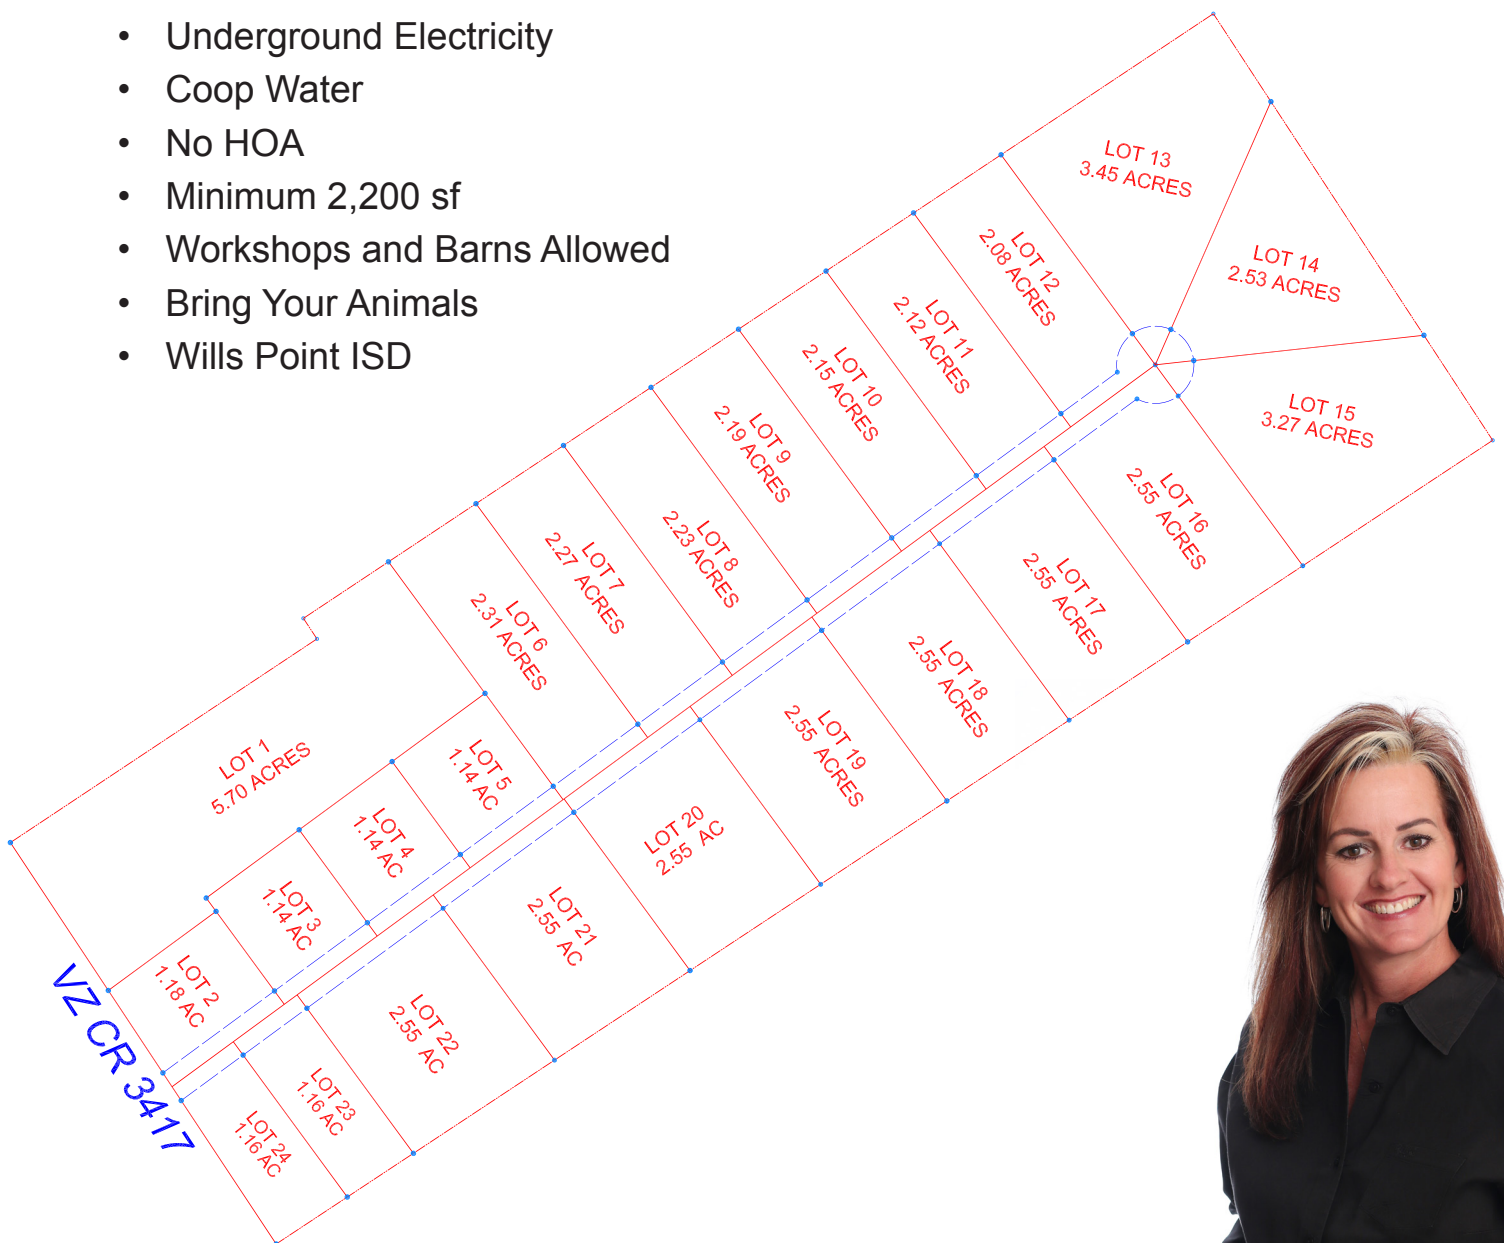 • Underground Electricity
• Coop Water
• No HOA
• Minimum 2,200 sf
• Workshops and Barns Allowed
• Bring Your Animals
• Wills Point ISD
LOT 13
3.45 ACRES
LOT 14
2.53 ACRES
LOT 12
2.08 ACRES
LOT 11
2.12 ACRES
LOT 10
2.15 ACRES
LOT 15
3.27 ACRES
LOT 9
2.19 ACRES
LOT 16
2.55 ACRES
LOT 8
2.23 ACRES
LOT 7
2.27 ACRES
LOT 17
2.55 ACRES
LOT 6
2.31 ACRES
LOT 18
2.55 ACRES
LOT 19
2.55 ACRES
LOT 1
5.70 ACRES
LOT 5
1.14 AC
LOT 20
2.55 AC
LOT 4
1.14 AC
LOT 3
1.14 AC
LOT 21
2.55 AC
LOT 2
1.18 AC
LOT 22
2.55 AC
VZ CR 3417
LOT 23
1.16 AC
LOT 24
1.16 AC